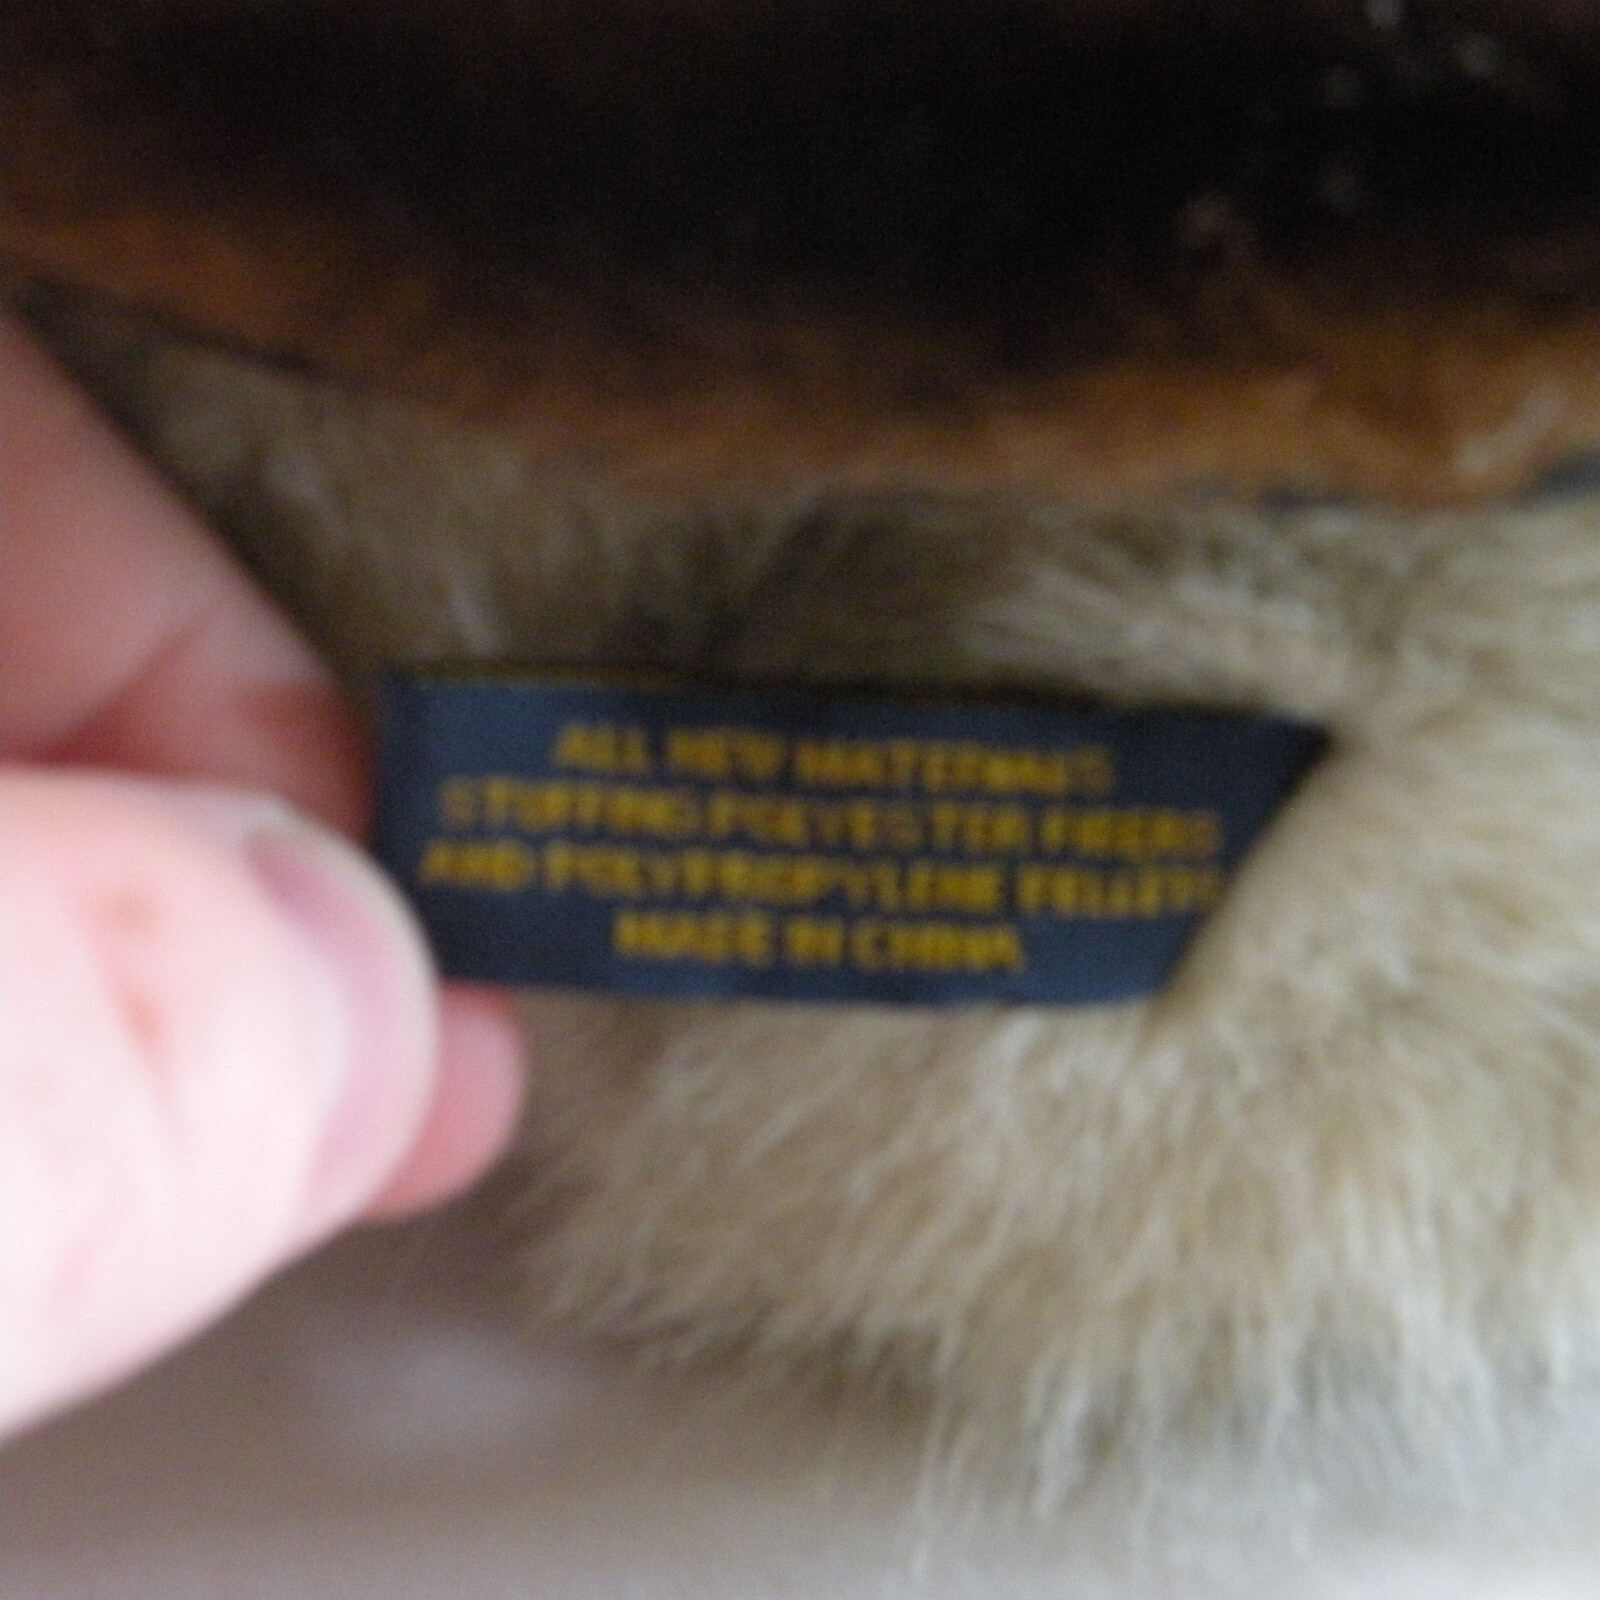 ALL NEW MATERIALS
STUFFING POLYESTER FIBERS
AND POLYPROPYLENE PELLETS
MADE IN CHINA